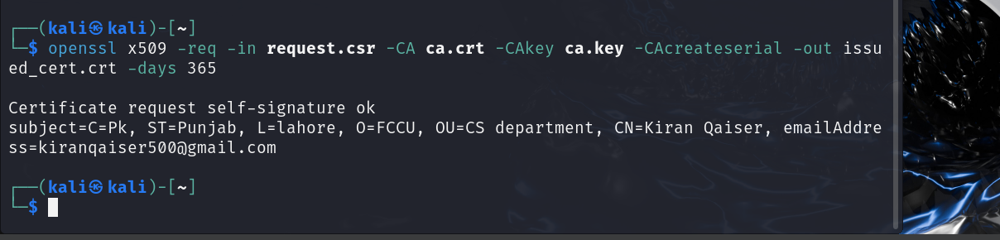 ┌──(kali㉿kali)-[~]
└─$ openssl x509 -req -in request.csr -CA ca.crt -CAkey ca.key -CAcreateserial -out issu
ed_cert.crt -days 365
Certificate request self-signature ok
subject=C=Pk, ST=Punjab, L=lahore, O=FCCU, OU=CS department, CN=Kiran Qaiser, emailAddre
ss=kiranqaiser500@gmail.com
┌──(kali㉿kali)-[~]
└─$